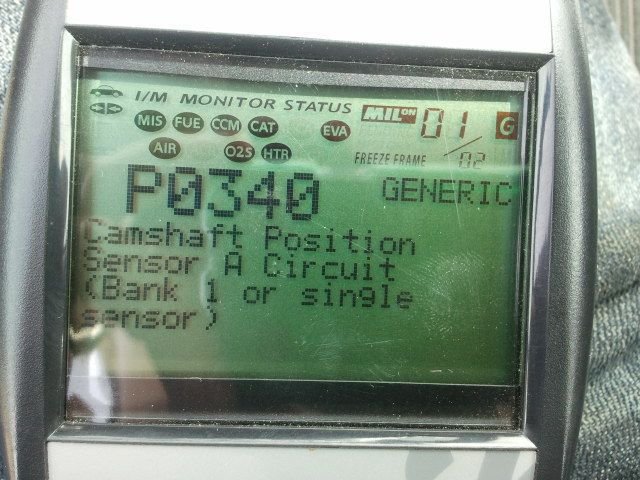 I/M MONITOR STATUS MIL ON 01 G
MIS FUE CCM CAT EVA
AIR O2S HTR FREEZE FRAME 02
P0340 GENERIC
Camshaft Position
Sensor A Circuit
(Bank 1 or single
sensor)